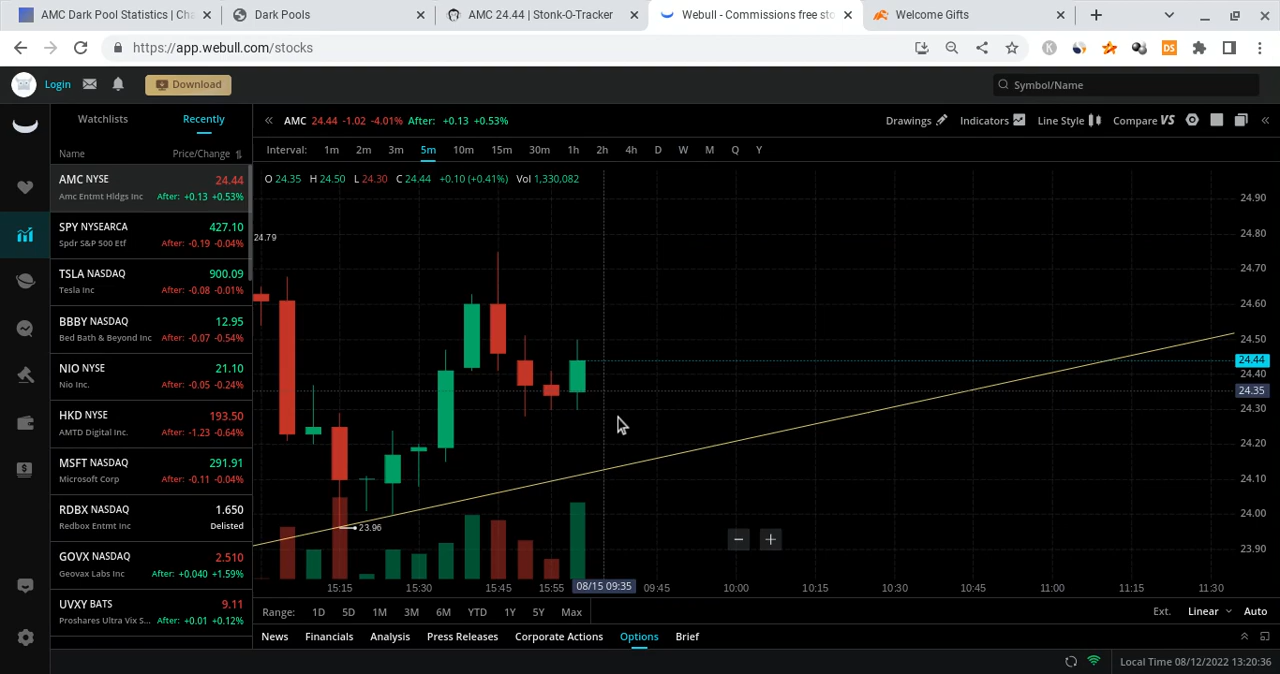 AMC Dark Pool Statistics | Cha
Dark Pools
AMC 24.44 | Stonk-O-Tracker
Webull - Commissions free sto
Welcome Gifts
https://app.webull.com/stocks
Login
Download
Symbol/Name
Watchlists
Recently
Name
Price/Change
AMC NYSE 24.44
Amc Entmt Hldgs Inc After: +0.13 +0.53%
SPY NYSEARCA 427.10
Spdr S&P 500 Etf After: -0.19 -0.04%
TSLA NASDAQ 900.09
Tesla Inc After: -0.08 -0.01%
BBBY NASDAQ 12.95
Bed Bath & Beyond Inc After: -0.07 -0.54%
NIO NYSE 21.10
Nio Inc. After: -0.05 -0.24%
HKD NYSE 193.50
AMTD Digital Inc. After: -1.23 -0.64%
MSFT NASDAQ 291.91
Microsoft Corp After: -0.11 -0.04%
RDBX NASDAQ 1.650
Redbox Entmt Inc Delisted
GOVX NASDAQ 2.510
Geovax Labs Inc After: +0.040 +1.59%
UVXY BATS 9.11
Proshares Ultra Vix S... After: +0.01 +0.12%
AMC 24.44 -1.02 -4.01% After: +0.13 +0.53%
Drawings Indicators Line Style Compare VS
Interval: 1m 2m 3m 5m 10m 15m 30m 1h 2h 4h D W M Q Y
O 24.35 H 24.50 L 24.30 C 24.44 +0.10 (+0.41%) Vol 1,330,082
24.79
23.96
24.90
24.80
24.70
24.60
24.50
24.44
24.40
24.35
24.30
24.20
24.10
24.00
23.90
15:15 15:30 15:45 15:55 08/15 09:35 09:45 10:00 10:15 10:30 10:45 11:00 11:15 11:30
Range: 1D 5D 1M 3M 6M YTD 1Y 5Y Max
Ext. Linear Auto
News Financials Analysis Press Releases Corporate Actions Options Brief
Local Time 08/12/2022 13:20:36